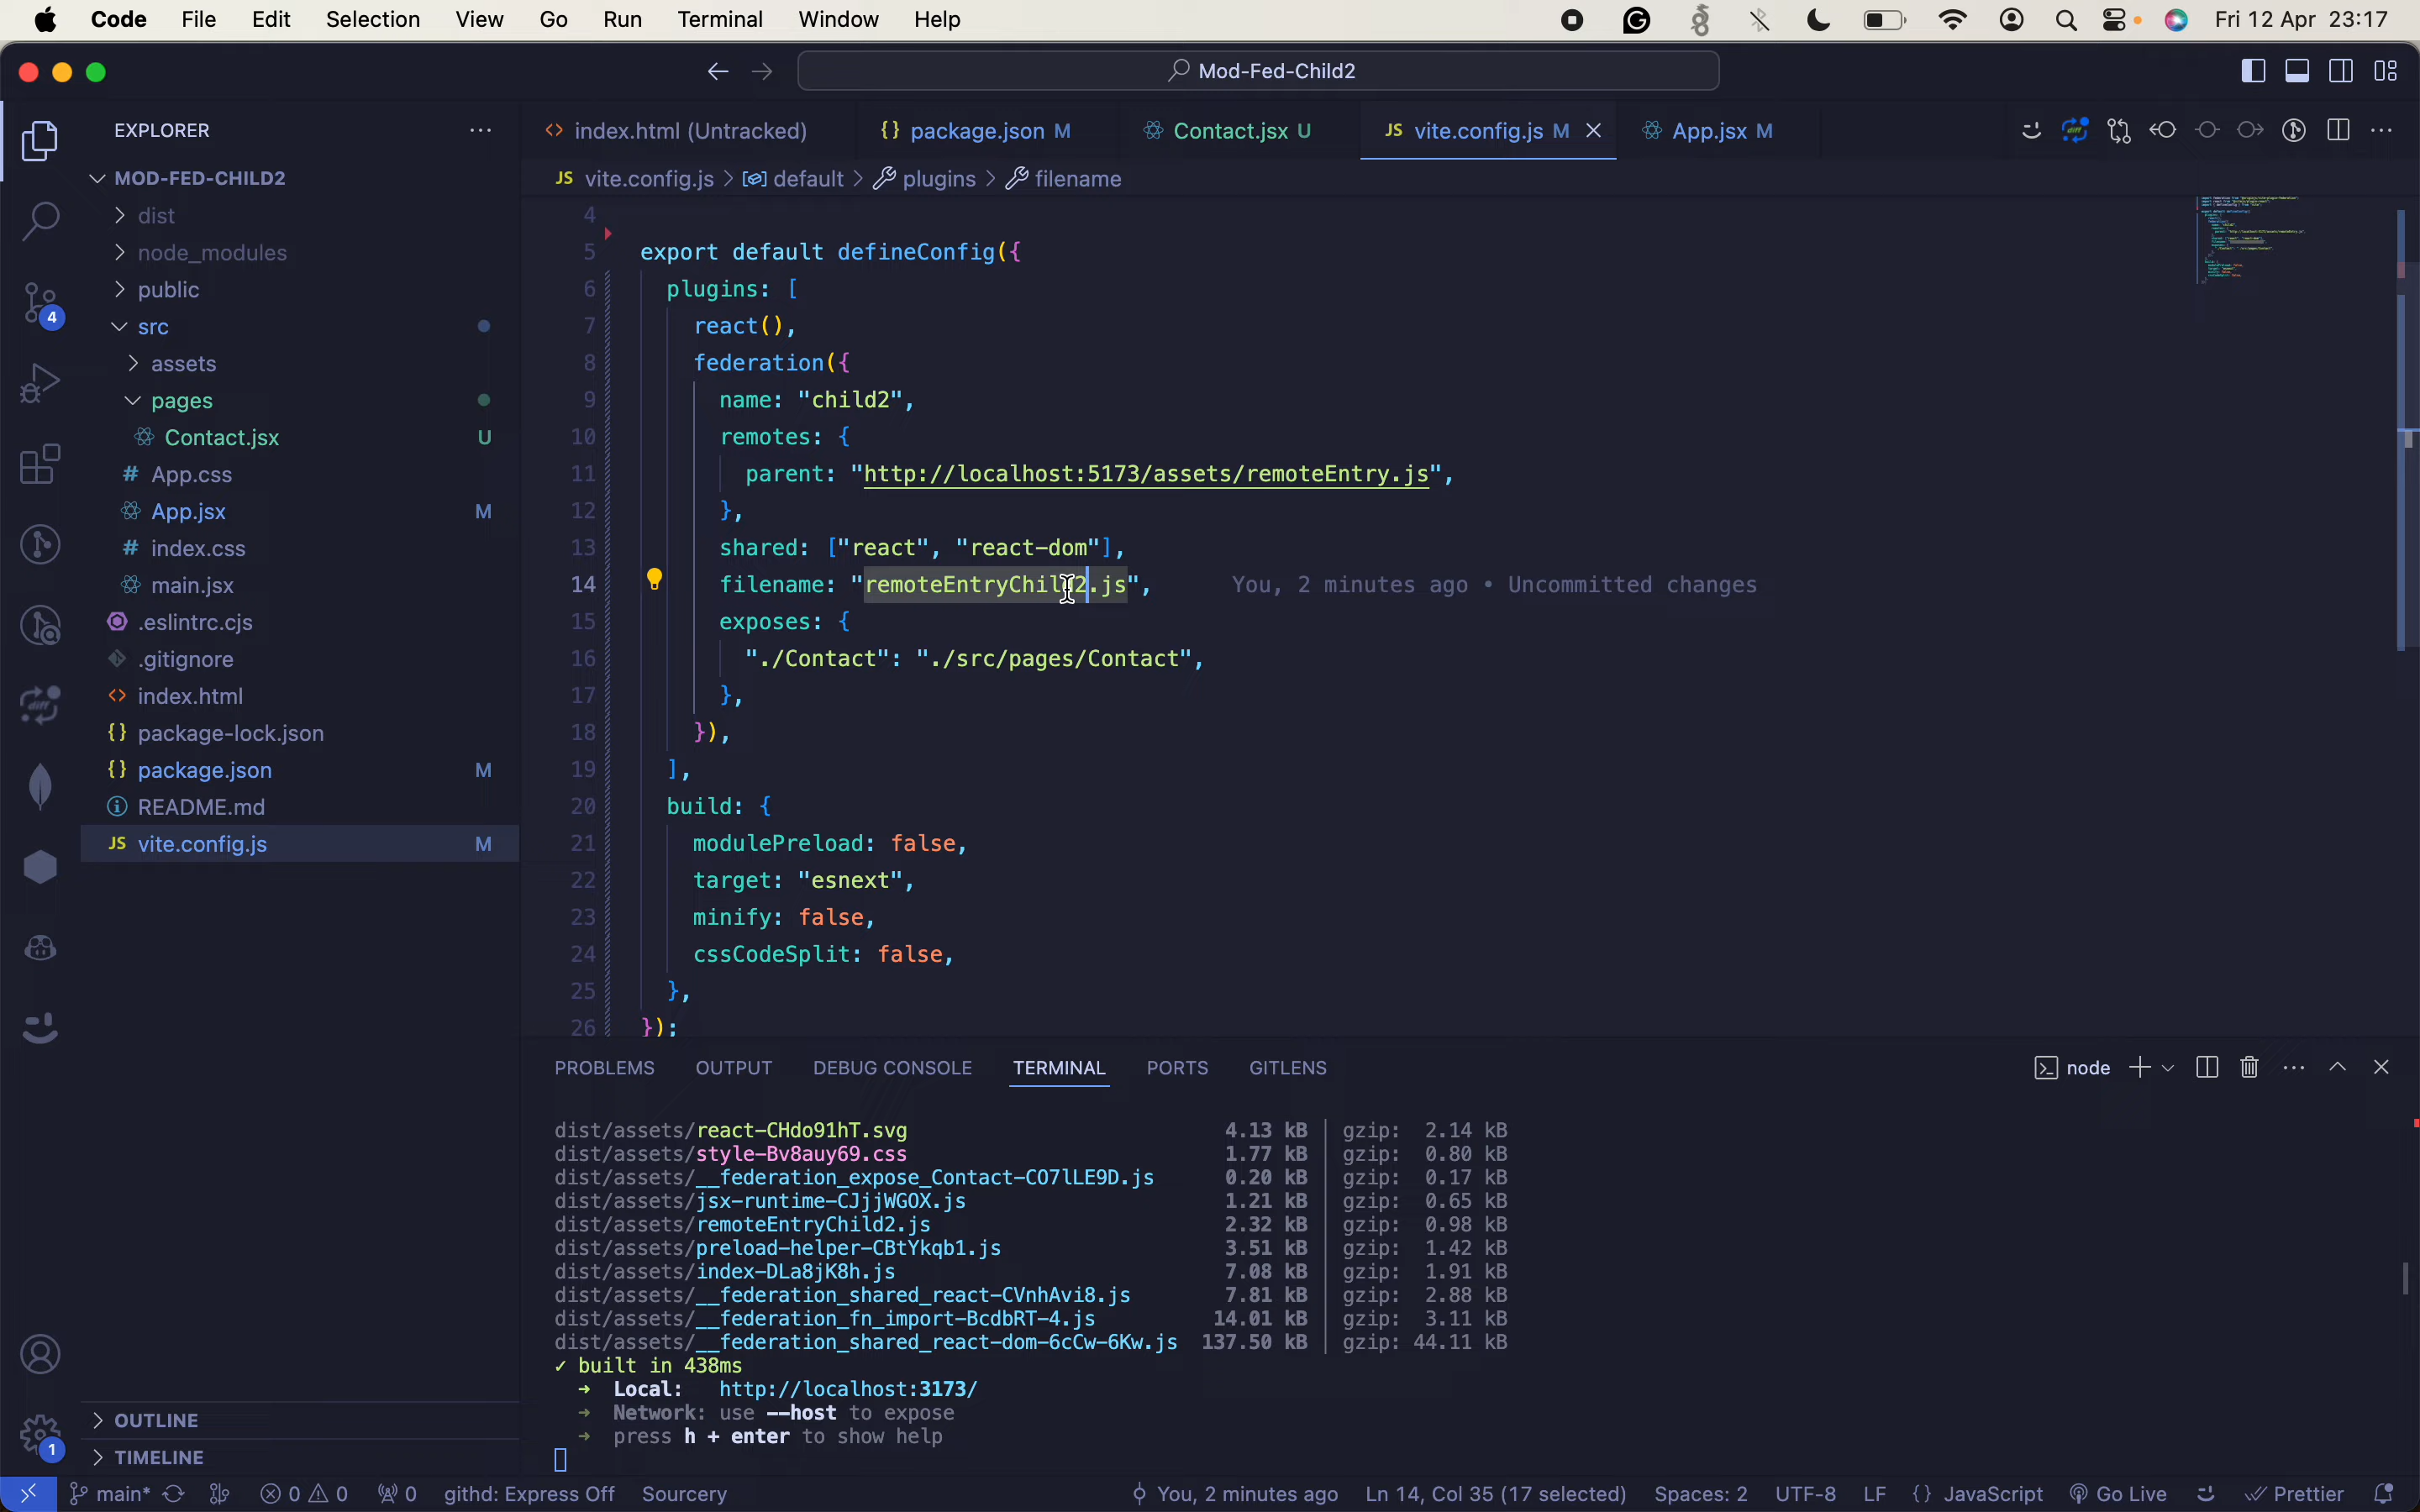 Code File Edit Selection View Go Run Terminal Window Help Fri 12 Apr 23:17
Mod-Fed-Child2
EXPLORER
MOD-FED-CHILD2
dist
node_modules
public
src
assets
pages
Contact.jsx U
# App.css
App.jsx M
# index.css
main.jsx
.eslintrc.cjs
.gitignore
<> index.html
{} package-lock.json
{} package.json M
README.md
JS vite.config.js M
OUTLINE
TIMELINE
4
1
<> index.html (Untracked) {} package.json M Contact.jsx U JS vite.config.js M App.jsx M
JS vite.config.js > default > plugins > filename
4
5 export default defineConfig({
6 plugins: [
7 react(),
8 federation({
9 name: "child2",
10 remotes: {
11 parent: "http://localhost:5173/assets/remoteEntry.js",
12 },
13 shared: ["react", "react-dom"],
14 filename: "remoteEntryChild2.js", You, 2 minutes ago • Uncommitted changes
15 exposes: {
16 "./Contact": "./src/pages/Contact",
17 },
18 }),
19 ],
20 build: {
21 modulePreload: false,
22 target: "esnext",
23 minify: false,
24 cssCodeSplit: false,
25 },
26 });
PROBLEMS OUTPUT DEBUG CONSOLE TERMINAL PORTS GITLENS node
dist/assets/react-CHdo91hT.svg 4.13 kB │ gzip: 2.14 kB
dist/assets/style-Bv8auy69.css 1.77 kB │ gzip: 0.80 kB
dist/assets/__federation_expose_Contact-CO7lLE9D.js 0.20 kB │ gzip: 0.17 kB
dist/assets/jsx-runtime-CJjjWGOX.js 1.21 kB │ gzip: 0.65 kB
dist/assets/remoteEntryChild2.js 2.32 kB │ gzip: 0.98 kB
dist/assets/preload-helper-CBtYkqb1.js 3.51 kB │ gzip: 1.42 kB
dist/assets/index-DLa8jK8h.js 7.08 kB │ gzip: 1.91 kB
dist/assets/__federation_shared_react-CVnhAvi8.js 7.81 kB │ gzip: 2.88 kB
dist/assets/__federation_fn_import-BcdbRT-4.js 14.01 kB │ gzip: 3.11 kB
dist/assets/__federation_shared_react-dom-6cCw-6Kw.js 137.50 kB │ gzip: 44.11 kB
✓ built in 438ms
➜ Local: http://localhost:3173/
➜ Network: use --host to expose
➜ press h + enter to show help
main* 0 0 0 githd: Express Off Sourcery You, 2 minutes ago Ln 14, Col 35 (17 selected) Spaces: 2 UTF-8 LF {} JavaScript Go Live Prettier